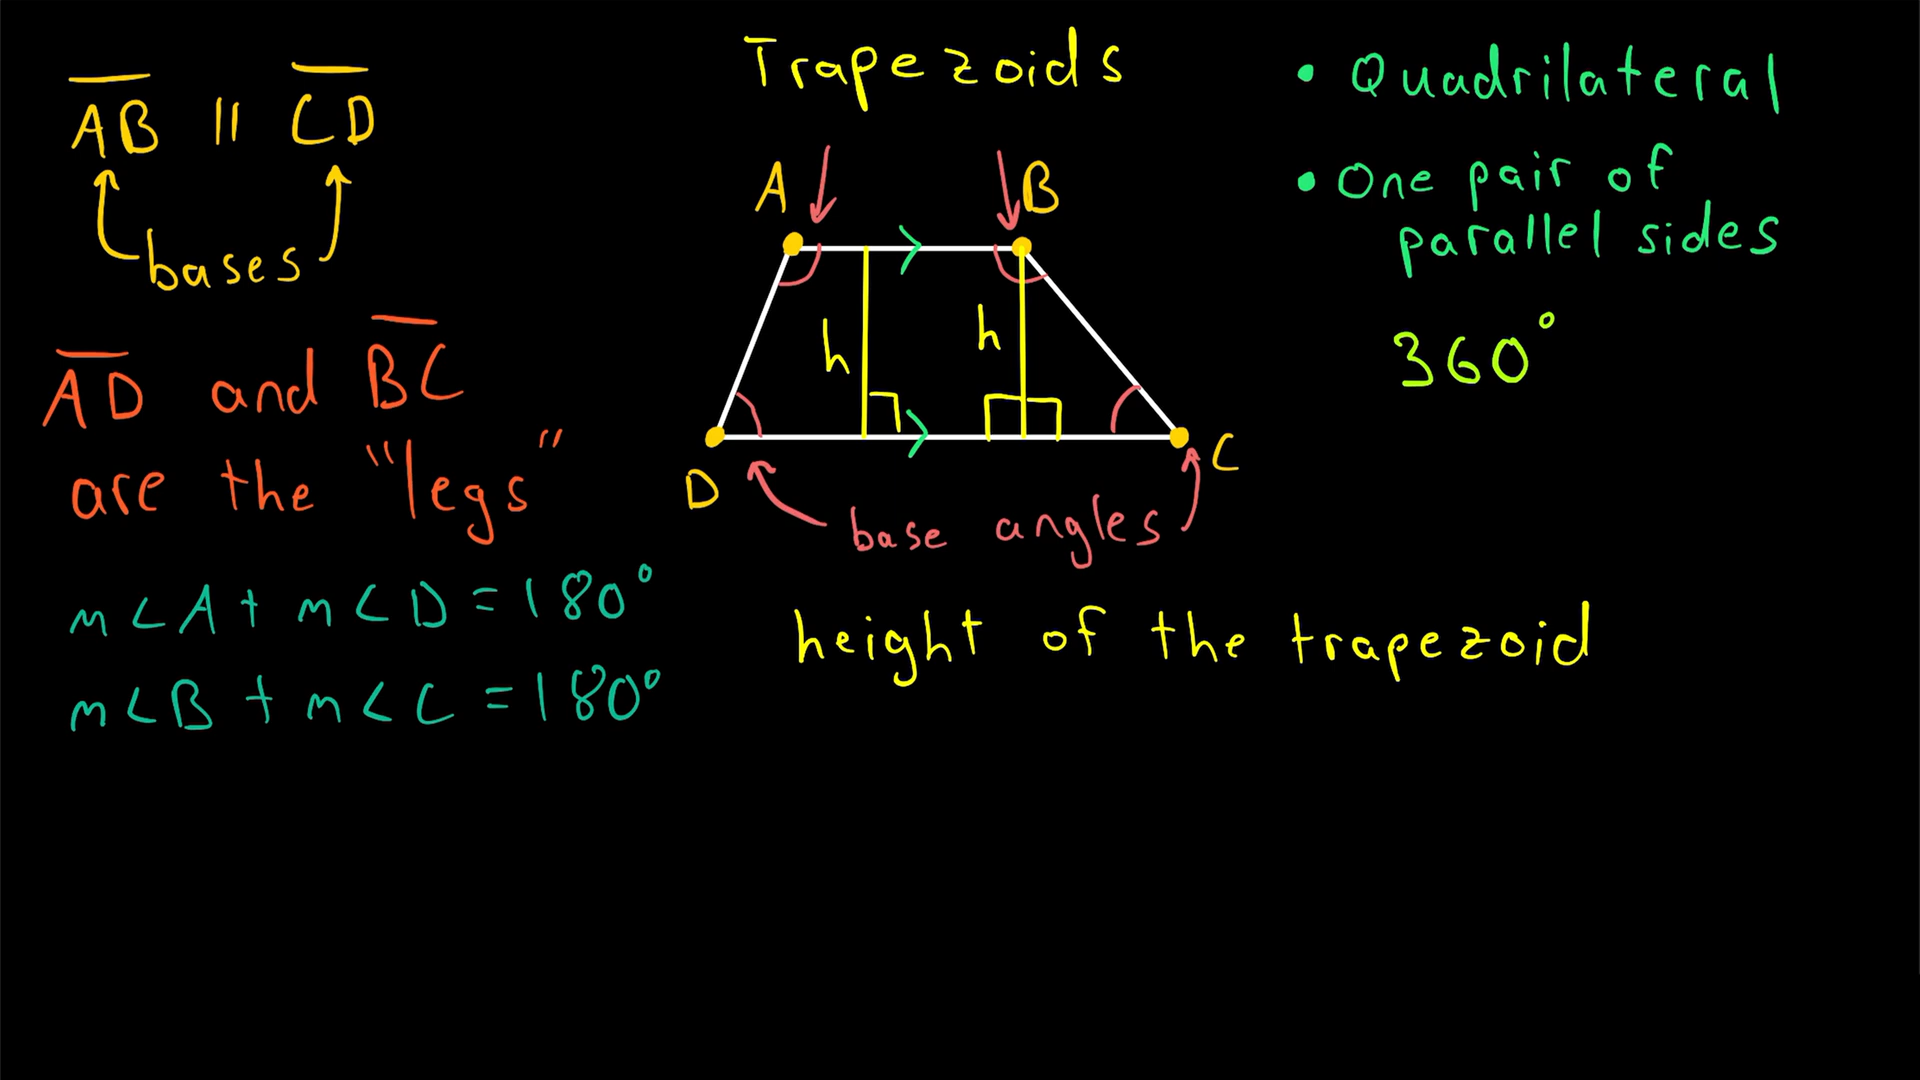 Trapezoids
AB || CD
bases
AD and BC
are the "legs"
m∠A + m∠D = 180°
m∠B + m∠C = 180°
A
B
h
h
D
C
base angles
height of the trapezoid
• Quadrilateral
• One pair of
parallel sides
360°